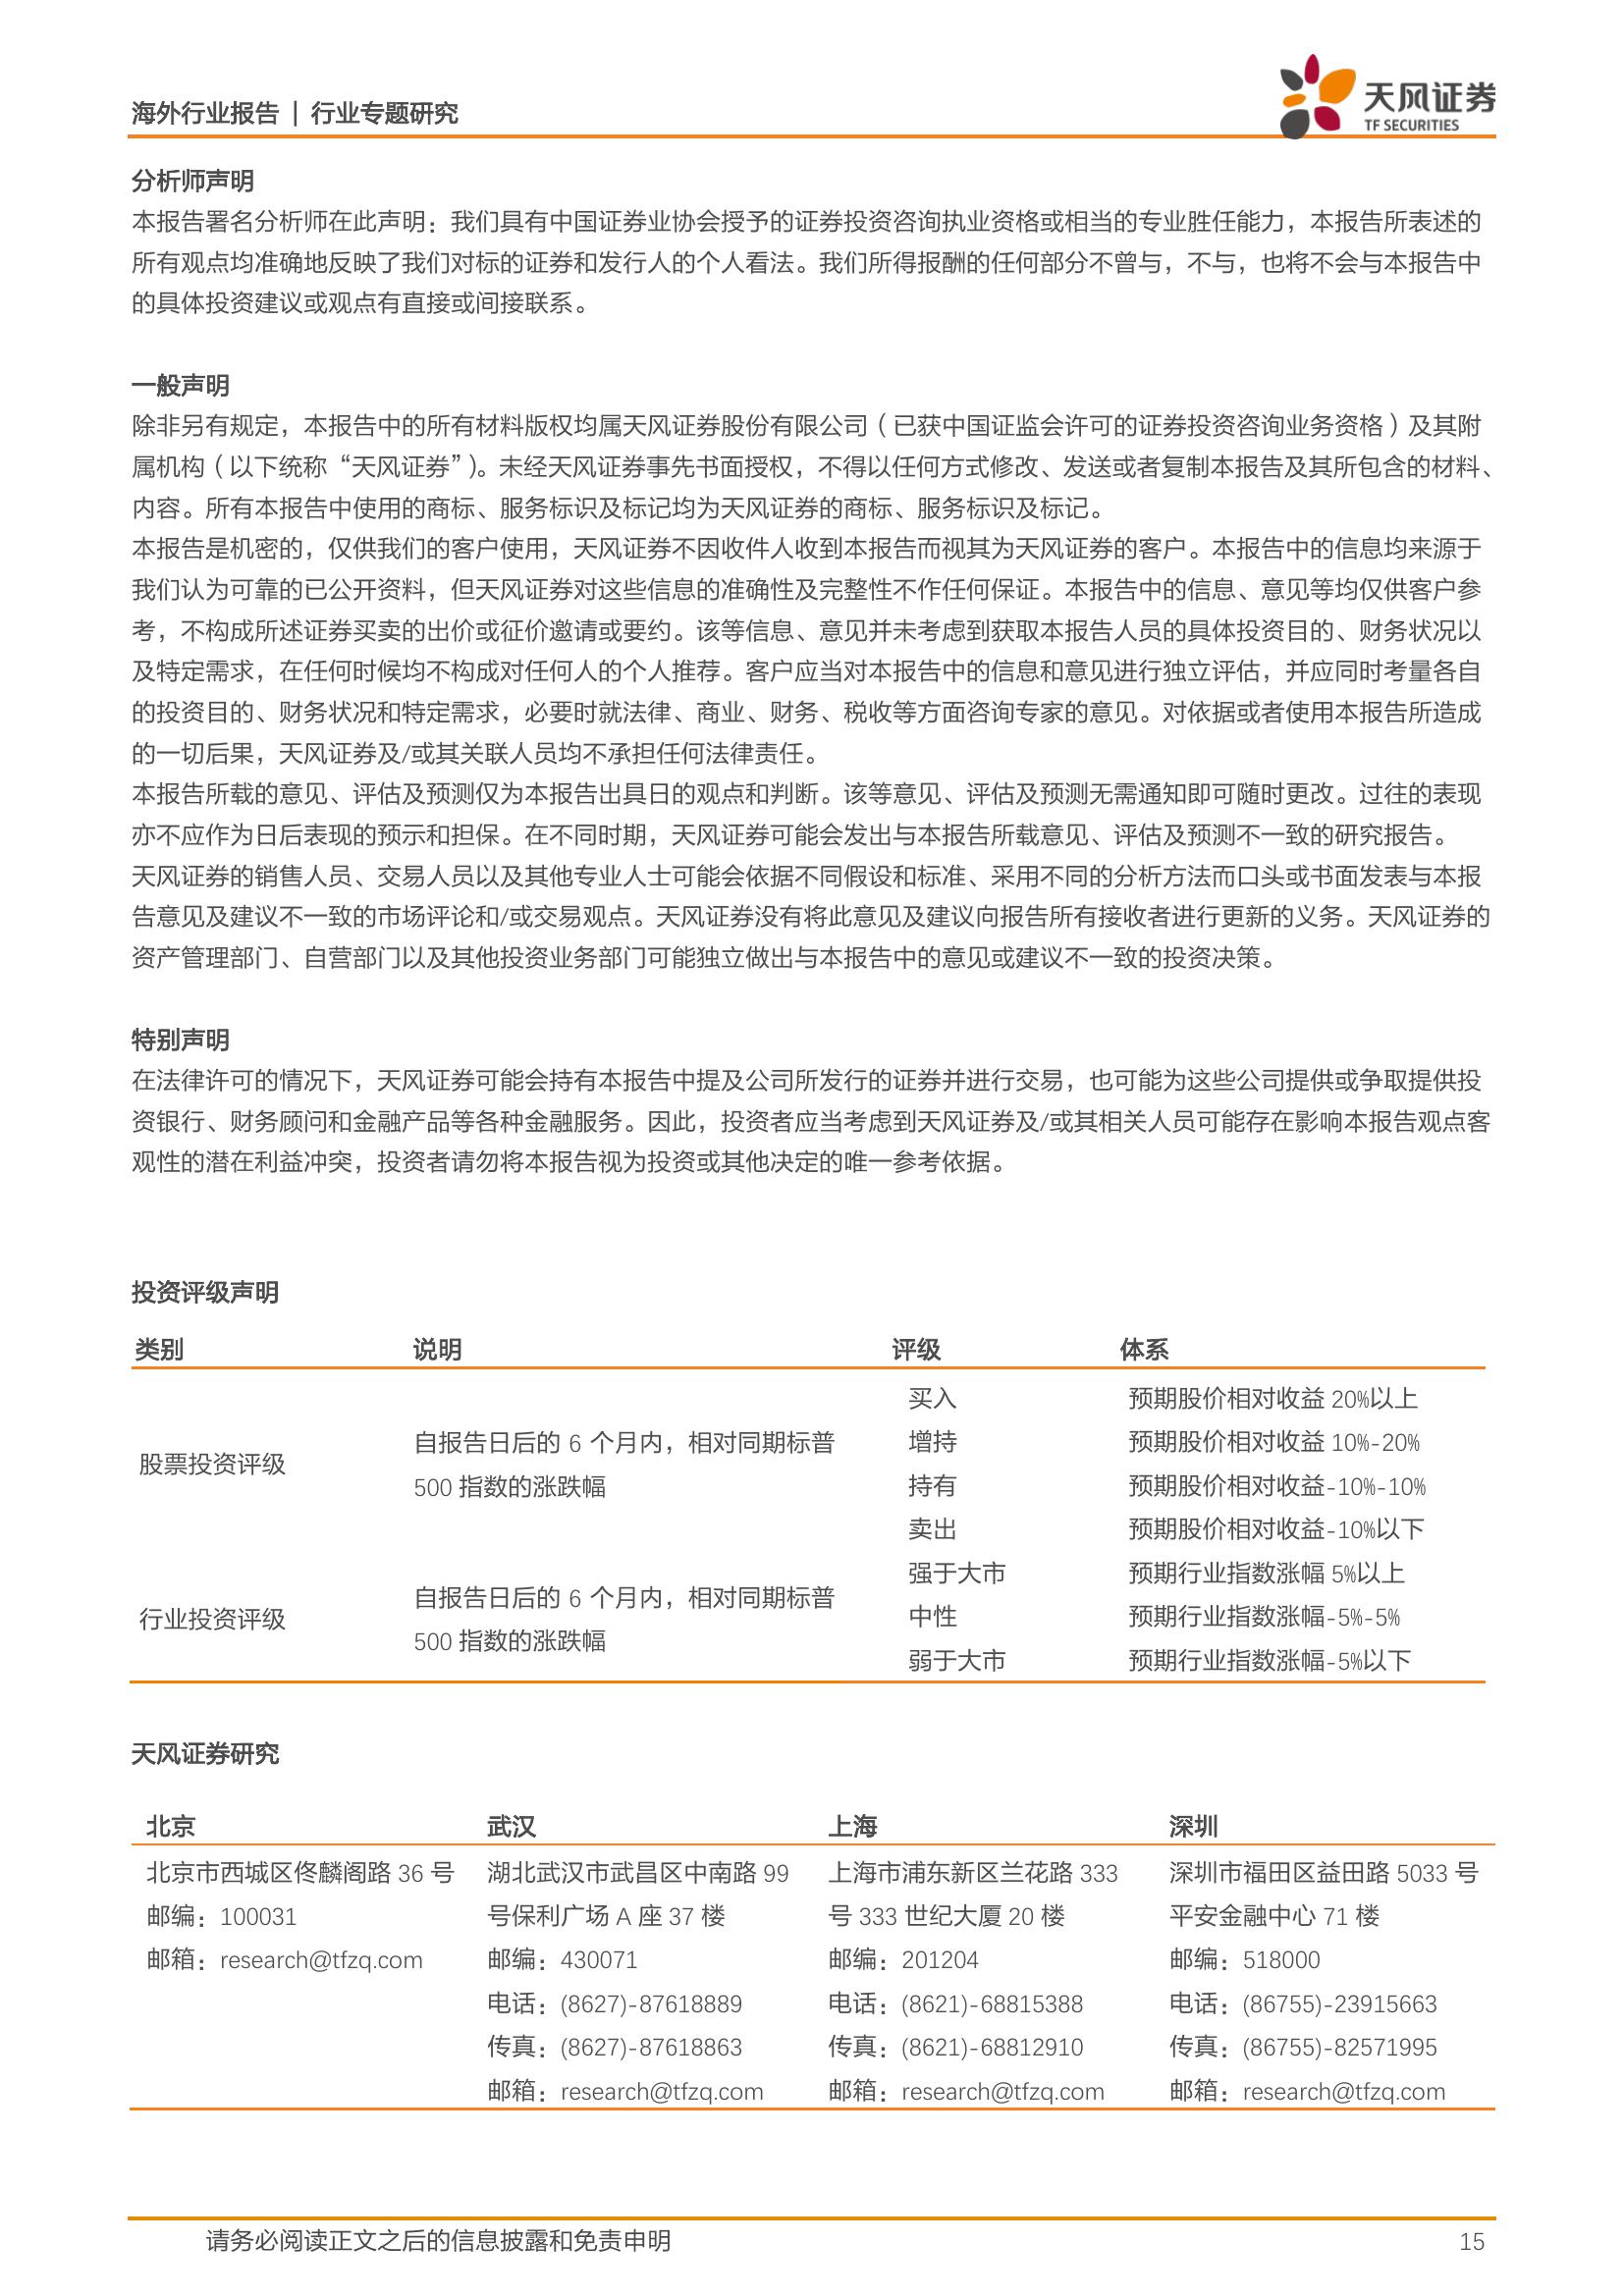 海外行业报告 | 行业专题研究
天风证券
TF SECURITIES
分析师声明
本报告署名分析师在此声明：我们具有中国证券业协会授予的证券投资咨询执业资格或相当的专业胜任能力，本报告所表述的
所有观点均准确地反映了我们对标的证券和发行人的个人看法。我们所得报酬的任何部分不曾与，不与，也将不会与本报告中
的具体投资建议或观点有直接或间接联系。
一般声明
除非另有规定，本报告中的所有材料版权均属天风证券股份有限公司（已获中国证监会许可的证券投资咨询业务资格）及其附
属机构（以下统称“天风证券”）。未经天风证券事先书面授权，不得以任何方式修改、发送或者复制本报告及其所包含的材料、
内容。所有本报告中使用的商标、服务标识及标记均为天风证券的商标、服务标识及标记。
本报告是机密的，仅供我们的客户使用，天风证券不因收件人收到本报告而视其为天风证券的客户。本报告中的信息均来源于
我们认为可靠的已公开资料，但天风证券对这些信息的准确性及完整性不作任何保证。本报告中的信息、意见等均仅供客户参
考，不构成所述证券买卖的出价或征价邀请或要约。该等信息、意见并未考虑到获取本报告人员的具体投资目的、财务状况以
及特定需求，在任何时候均不构成对任何人的个人推荐。客户应当对本报告中的信息和意见进行独立评估，并应同时考量各自
的投资目的、财务状况和特定需求，必要时就法律、商业、财务、税收等方面咨询专家的意见。对依据或者使用本报告所造成
的一切后果，天风证券及/或其关联人员均不承担任何法律责任。
本报告所载的意见、评估及预测仅为本报告出具日的观点和判断。该等意见、评估及预测无需通知即可随时更改。过往的表现
亦不应作为日后表现的预示和担保。在不同时期，天风证券可能会发出与本报告所载意见、评估及预测不一致的研究报告。
天风证券的销售人员、交易人员以及其他专业人士可能会依据不同假设和标准、采用不同的分析方法而口头或书面发表与本报
告意见及建议不一致的市场评论和/或交易观点。天风证券没有将此意见及建议向报告所有接收者进行更新的义务。天风证券的
资产管理部门、自营部门以及其他投资业务部门可能独立做出与本报告中的意见或建议不一致的投资决策。
特别声明
在法律许可的情况下，天风证券可能会持有本报告中提及公司所发行的证券并进行交易，也可能为这些公司提供或争取提供投
资银行、财务顾问和金融产品等各种金融服务。因此，投资者应当考虑到天风证券及/或其相关人员可能存在影响本报告观点客
观性的潜在利益冲突，投资者请勿将本报告视为投资或其他决定的唯一参考依据。
投资评级声明
类别 说明 评级 体系
股票投资评级
自报告日后的 6 个月内，相对同期标普
500 指数的涨跌幅
买入 预期股价相对收益 20%以上
增持 预期股价相对收益 10%-20%
持有 预期股价相对收益-10%-10%
卖出 预期股价相对收益-10%以下
行业投资评级
自报告日后的 6 个月内，相对同期标普
500 指数的涨跌幅
强于大市 预期行业指数涨幅 5%以上
中性 预期行业指数涨幅-5%-5%
弱于大市 预期行业指数涨幅-5%以下
天风证券研究
北京
北京市西城区佟麟阁路 36 号
邮编：100031
邮箱：research@tfzq.com
武汉
湖北武汉市武昌区中南路 99
号保利广场 A 座 37 楼
邮编：430071
电话：(8627)-87618889
传真：(8627)-87618863
邮箱：research@tfzq.com
上海
上海市浦东新区兰花路 333
号 333 世纪大厦 20 楼
邮编：201204
电话：(8621)-68815388
传真：(8621)-68812910
邮箱：research@tfzq.com
深圳
深圳市福田区益田路 5033 号
平安金融中心 71 楼
邮编：518000
电话：(86755)-23915663
传真：(86755)-82571995
邮箱：research@tfzq.com
请务必阅读正文之后的信息披露和免责申明
15